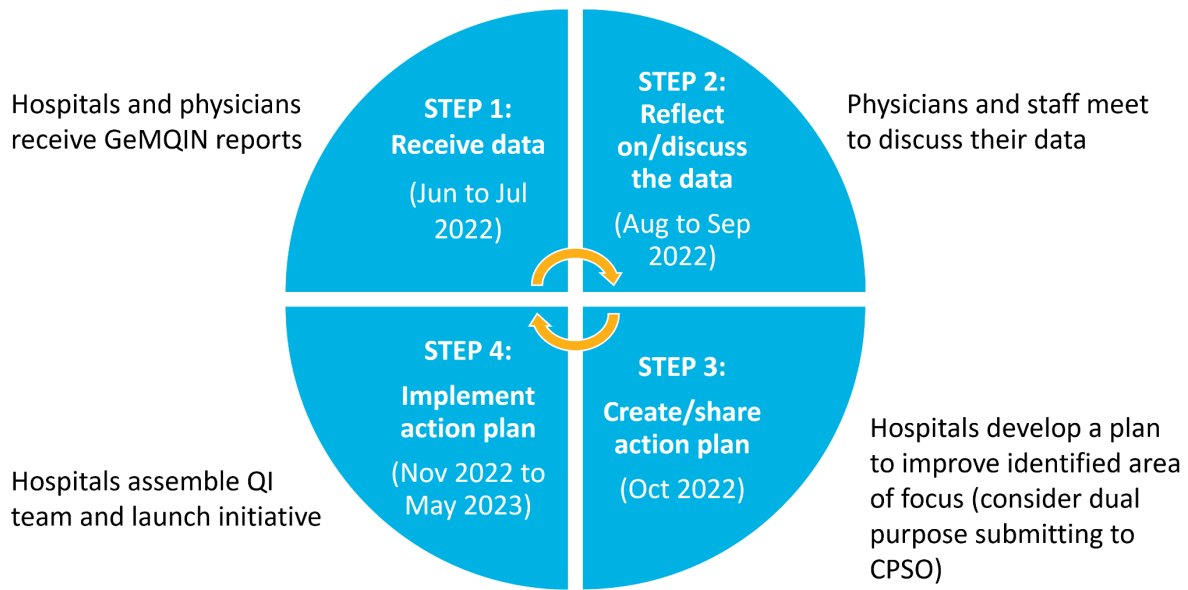 Hospitals and physicians
receive GeMQIN reports
STEP 1:
Receive data
(Jun to Jul
2022)
STEP 2:
Reflect
on/discuss
the data
(Aug to Sep
2022)
Physicians and staff meet
to discuss their data
STEP 3:
Create/share
action plan
(Oct 2022)
Hospitals develop a plan
to improve identified area
of focus (consider dual
purpose submitting to
CPSO)
STEP 4:
Implement
action plan
(Nov 2022 to
May 2023)
Hospitals assemble QI
team and launch initiative